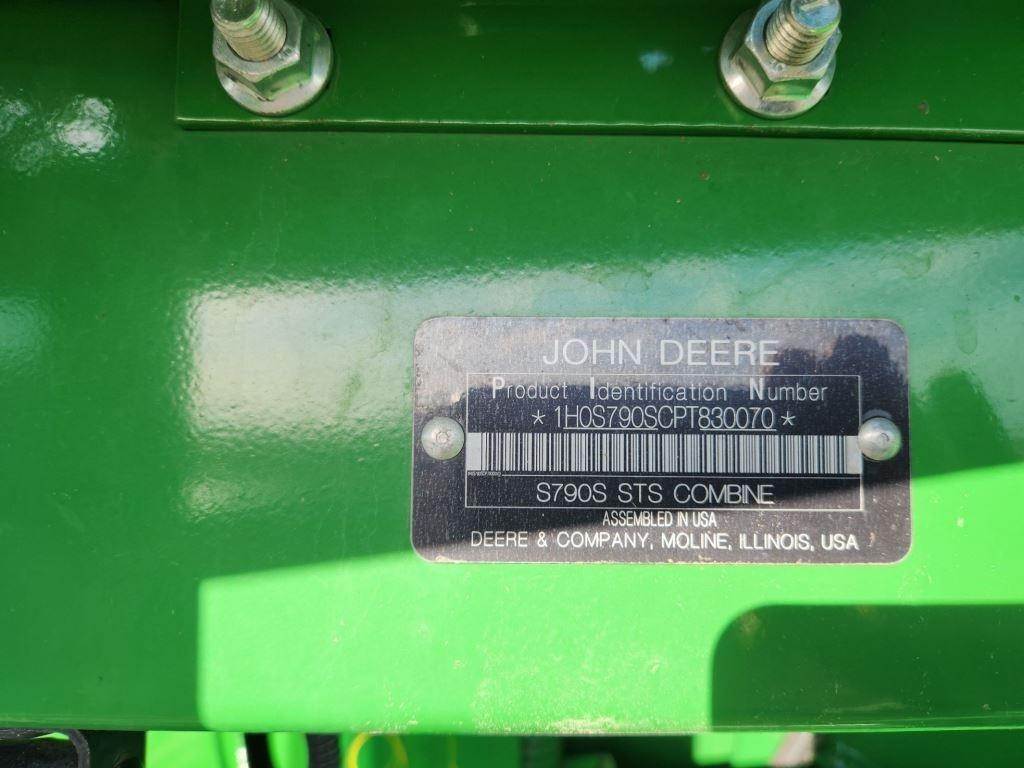 JOHN DEERE
Product Identification Number
*1H0S790SCPT830070*
S790S STS COMBINE
ASSEMBLED IN USA
DEERE & COMPANY, MOLINE, ILLINOIS, USA